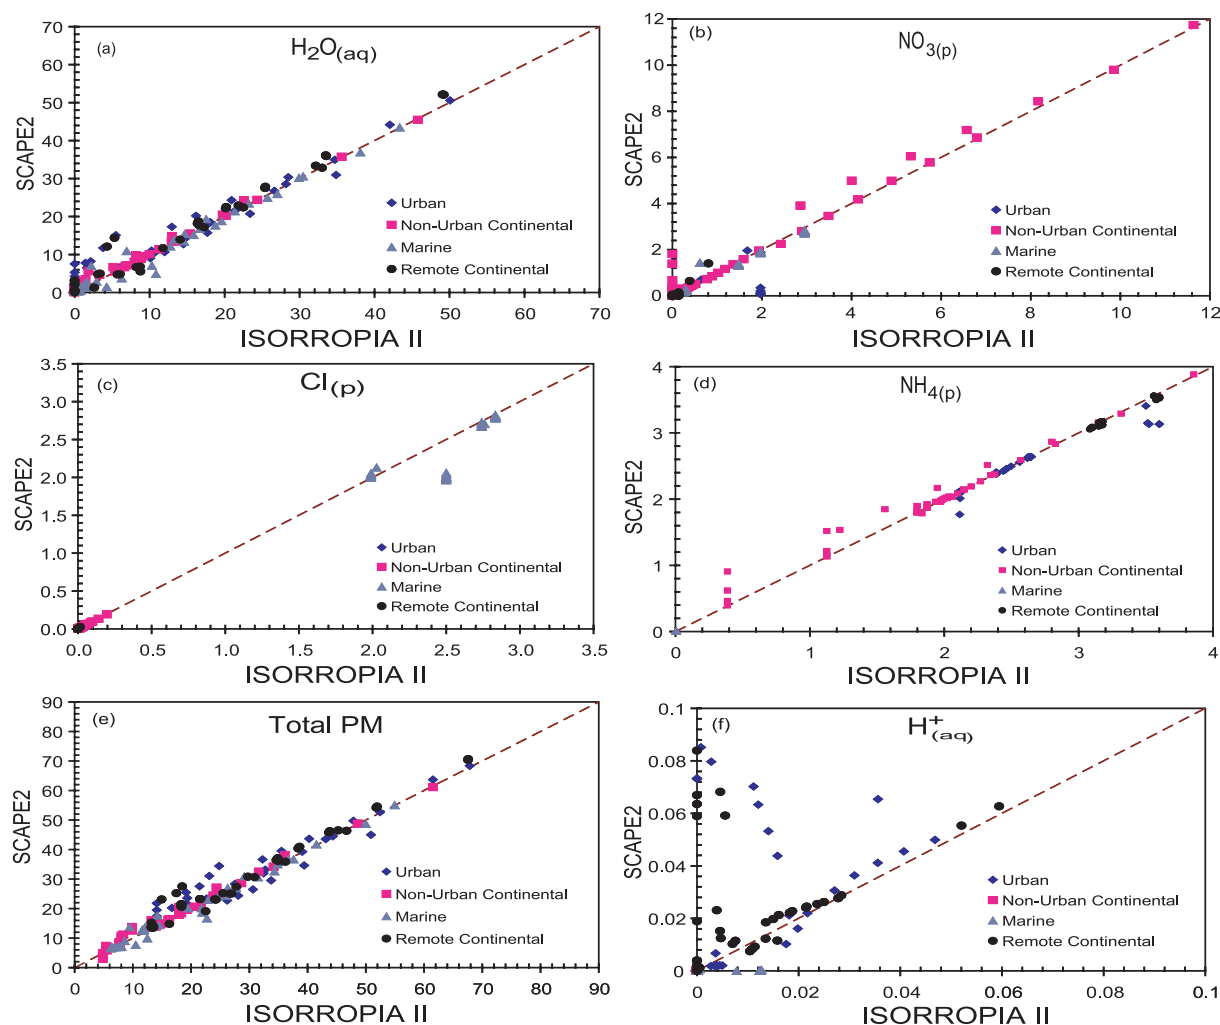 (a) H2O(aq)
SCAPE2
70
60
50
40
30
20
10
0
Urban
Non-Urban Continental
Marine
Remote Continental
0 10 20 30 40 50 60 70
ISORROPIA II
(b) NO3(p)
SCAPE2
12
10
8
6
4
2
0
Urban
Non-Urban Continental
Marine
Remote Continental
0 2 4 6 8 10 12
ISORROPIA II
(c) Cl(p)
SCAPE2
3.5
3.0
2.5
2.0
1.5
1.0
0.5
0.0
Urban
Non-Urban Continental
Marine
Remote Continental
0.0 0.5 1.0 1.5 2.0 2.5 3.0 3.5
ISORROPIA II
(d) NH4(p)
SCAPE2
4
3
2
1
0
Urban
Non-Urban Continental
Marine
Remote Continental
0 1 2 3 4
ISORROPIA II
(e) Total PM
SCAPE2
90
80
70
60
50
40
30
20
10
0
Urban
Non-Urban Continental
Marine
Remote Continental
0 10 20 30 40 50 60 70 80 90
ISORROPIA II
(f) H+(aq)
SCAPE2
0.1
0.08
0.06
0.04
0.02
0
Urban
Non-Urban Continental
Marine
Remote Continental
0 0.02 0.04 0.06 0.08 0.1
ISORROPIA II